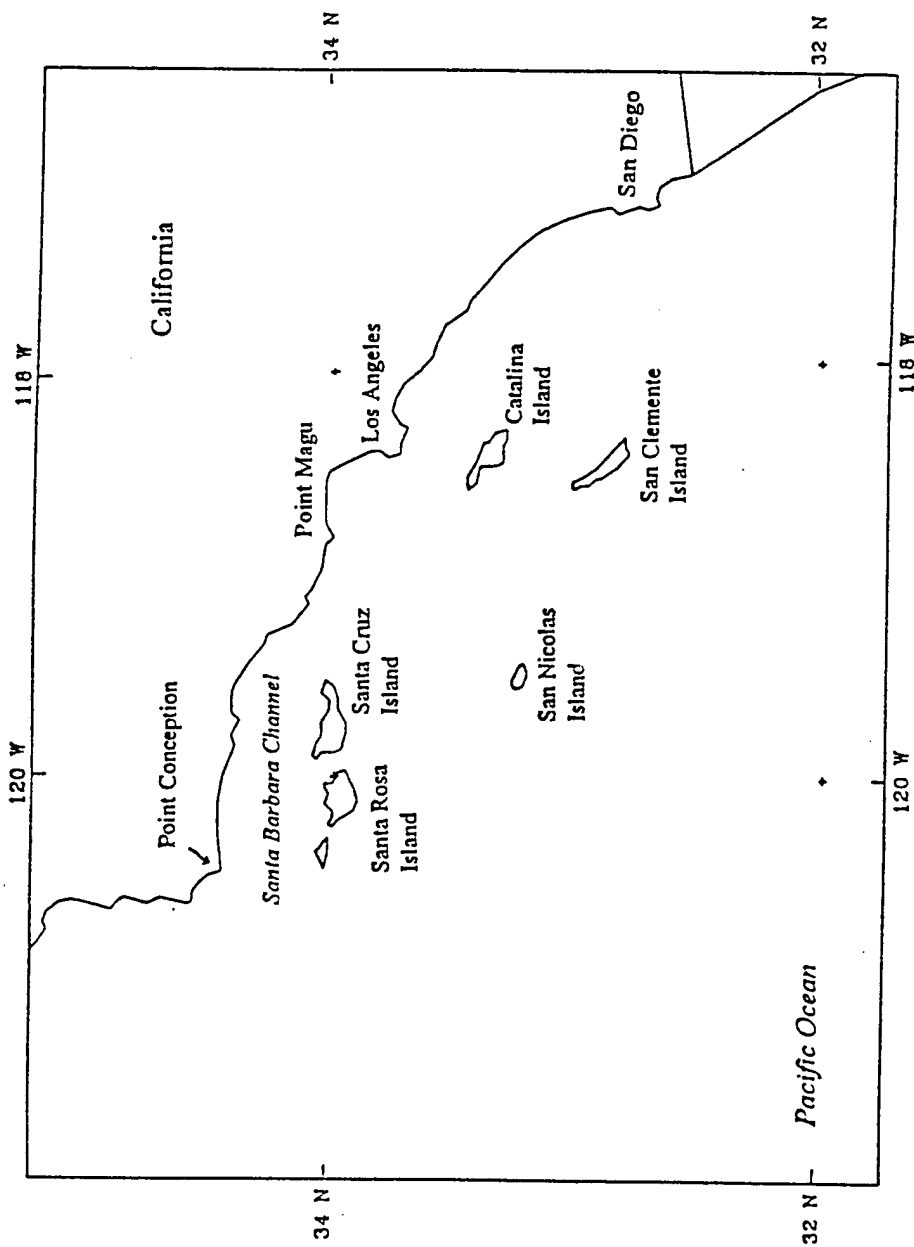 120 W
118 W
Point Conception
California
Santa Barbara Channel
Point Magu
34 N
34 N
Los Angeles
Santa Cruz
Island
Santa Rosa
Island
Catalina
Island
San Diego
San Nicolas
Island
San Clemente
Island
Pacific Ocean
32 N
32 N
120 W
118 W